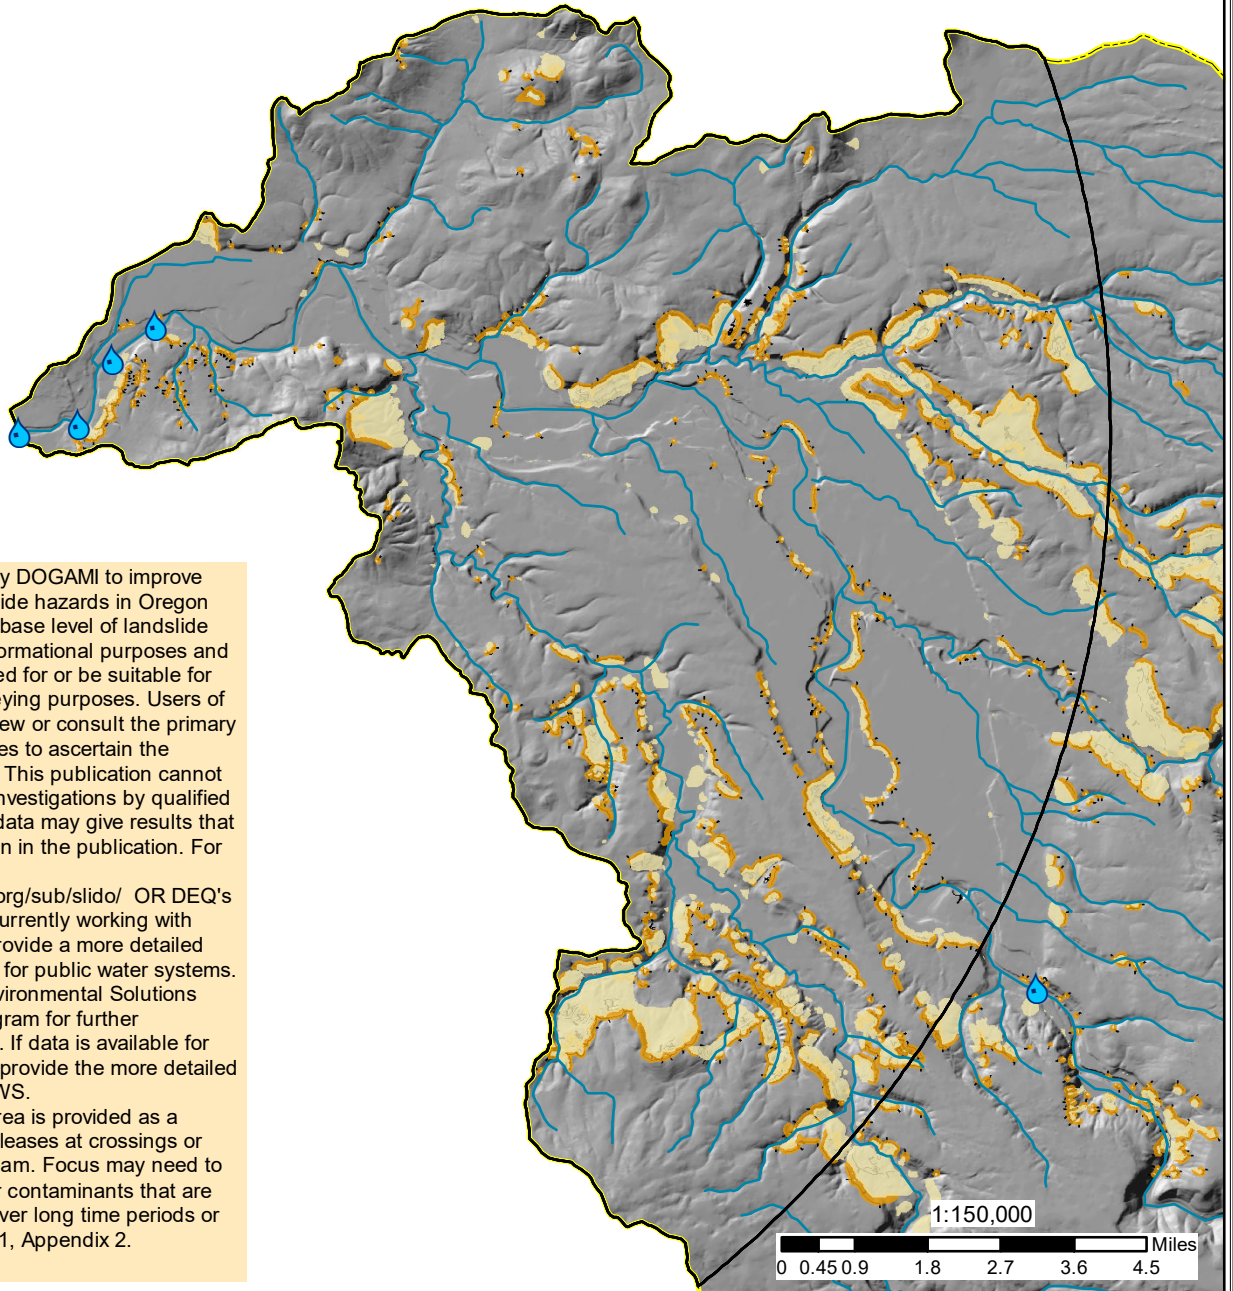 y DOGAMI to improve
ide hazards in Oregon
base level of landslide
ormational purposes and
ed for or be suitable for
eying purposes. Users of
ew or consult the primary
es to ascertain the
This publication cannot
nvestigations by qualified
data may give results that
n in the publication. For
org/sub/slido/ OR DEQ's
urrently working with
rovide a more detailed
for public water systems.
vironmental Solutions
gram for further
. If data is available for
provide the more detailed
WS.
rea is provided as a
leases at crossings or
am. Focus may need to
r contaminants that are
ver long time periods or
1, Appendix 2.
1:150,000
Miles
0 0.45 0.9 1.8 2.7 3.6 4.5